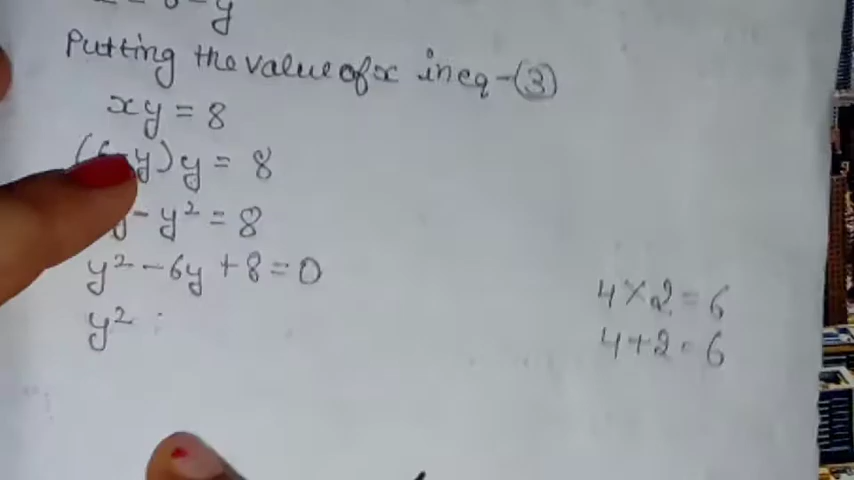 - y
Putting the value of x in eq - (3)
xy = 8
(6-y) y = 8
y - y² = 8
y² - 6y + 8 = 0
y²
4 × 2 = 6
4 + 2 = 6